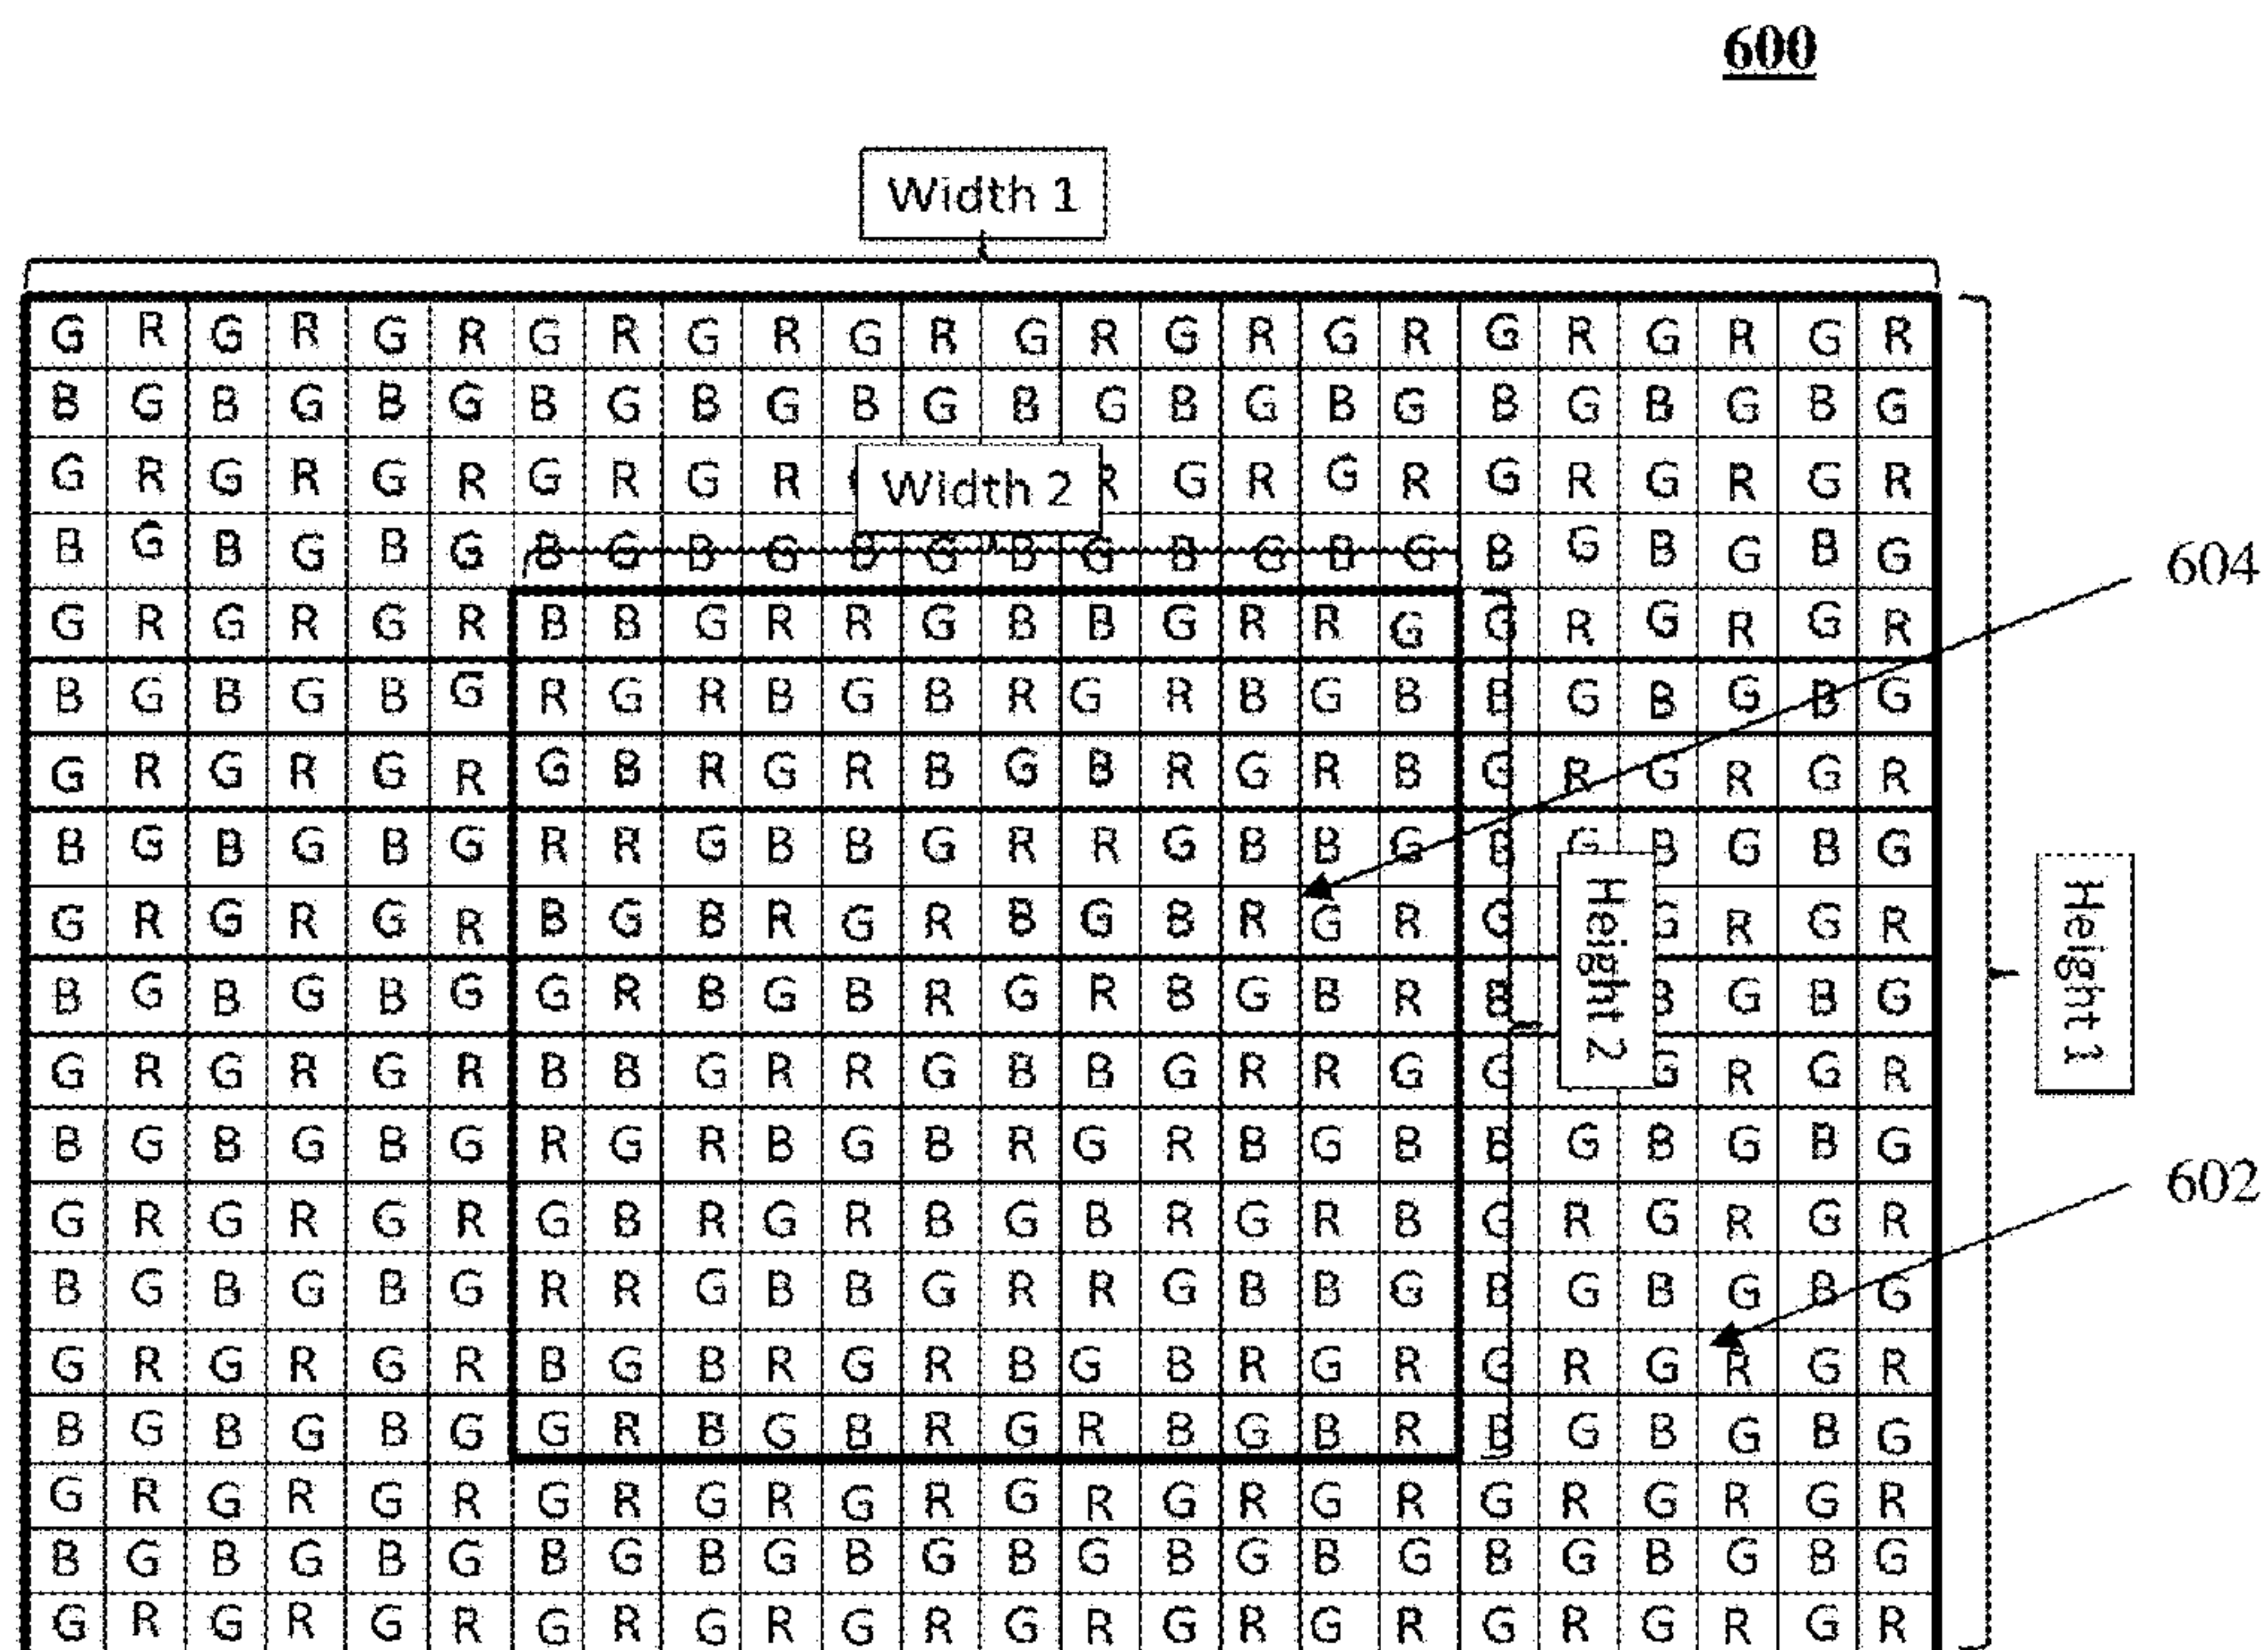 600
Width 1
G R G R G R G R G R G R G R G R G R G R G R G R
B G B G B G B G B G B G B G B G B G B G B G B G
G R G R G R G R G R Width 2 R G R G R G R G R G R
B G B G B G B G B G B G B G B G B G B G B G B G
604
G R G R G R B B G R R G B B G R R G G R G R G R
B G B G B G R G R B G B R G R B G B B G B G B G
G R G R G R G B R G R B G B R G R B G R G R G R
B G B G B G R R G B B G R R G B B G B G B G B G
G R G R G R B G B R G R B G B R G R G G R G R
B G B G B G G R B G B R G R B G B R B B G B G
G R G R G R B B G R R G B B G R R G G G R G R
Height 2
Height 1
B G B G B G R G R B G B R G R B G B B G B G B G
602
G R G R G R G B R G R B G B R G R B G R G R G R
B G B G B G R R G B B G R R G B B G B G B G B G
G R G R G R B G B R G R B G B R G R G R G R G R
B G B G B G G R B G B R G R B G B R B G B G B G
G R G R G R G R G R G R G R G R G R G R G R G R
B G B G B G B G B G B G B G B G B G B G B G B G
G R G R G R G R G R G R G R G R G R G R G R G R